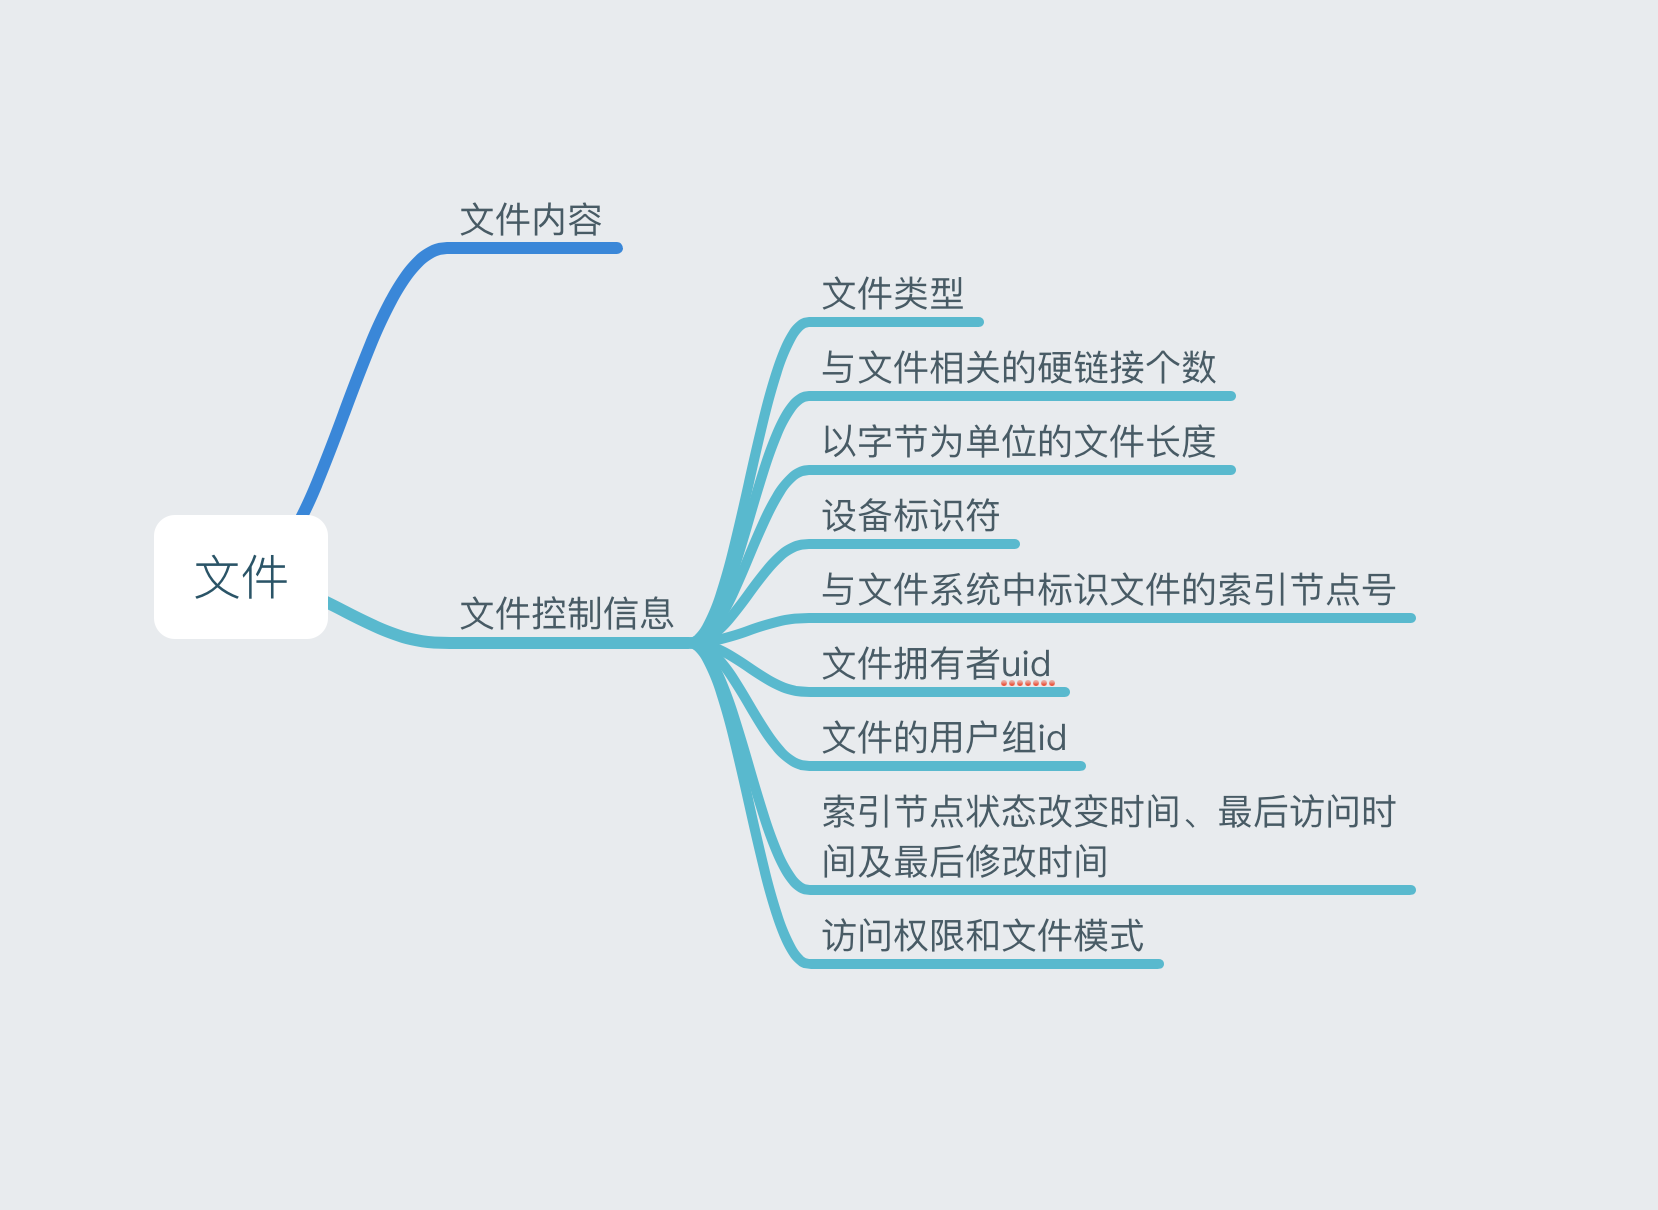 文件内容
文件类型
与文件相关的硬链接个数
以字节为单位的文件长度
设备标识符
文件
与文件系统中标识文件的索引节点号
文件控制信息
文件拥有者uid
文件的用户组id
索引节点状态改变时间、最后访问时
间及最后修改时间
访问权限和文件模式